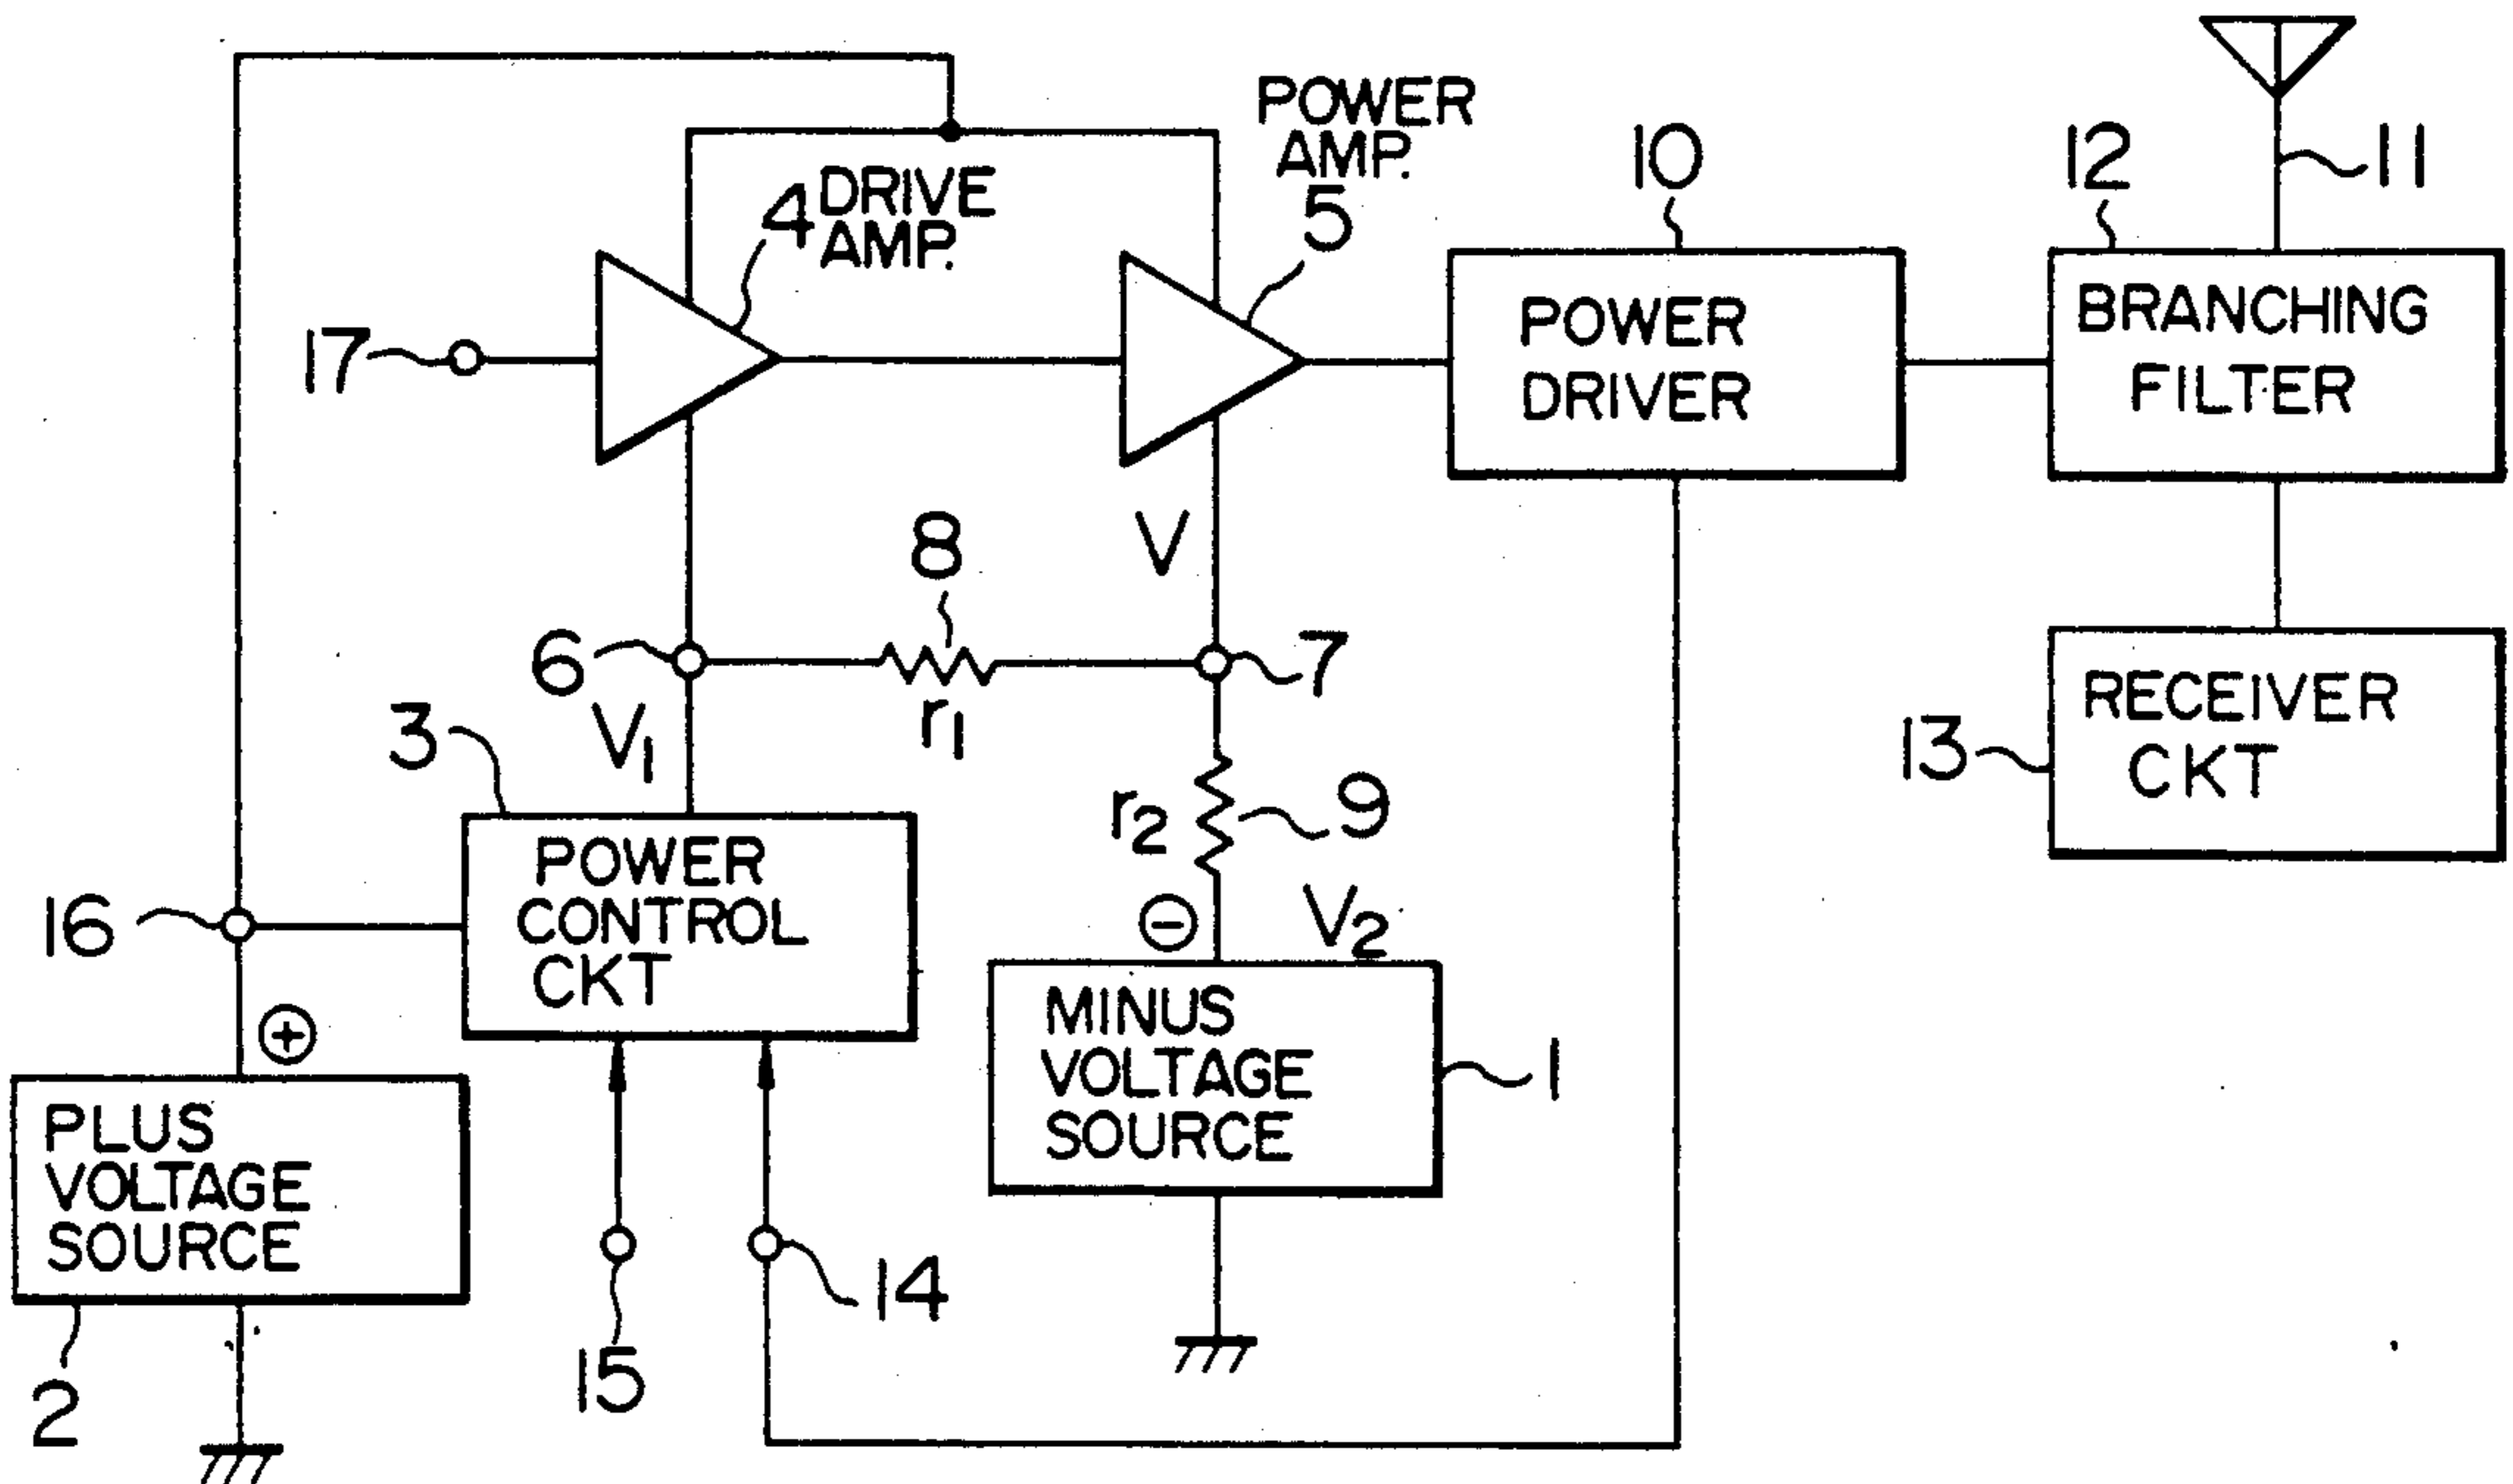 POWER
AMP.
5
4
DRIVE
AMP.
10
12
11
17
POWER
DRIVER
BRANCHING
FILTER
8
V
6
7
r1
V1
3
RECEIVER
CKT
13
r2
9
V2
⊖
16
POWER
CONTROL
CKT
⊕
MINUS
VOLTAGE
SOURCE
1
PLUS
VOLTAGE
SOURCE
14
15
2